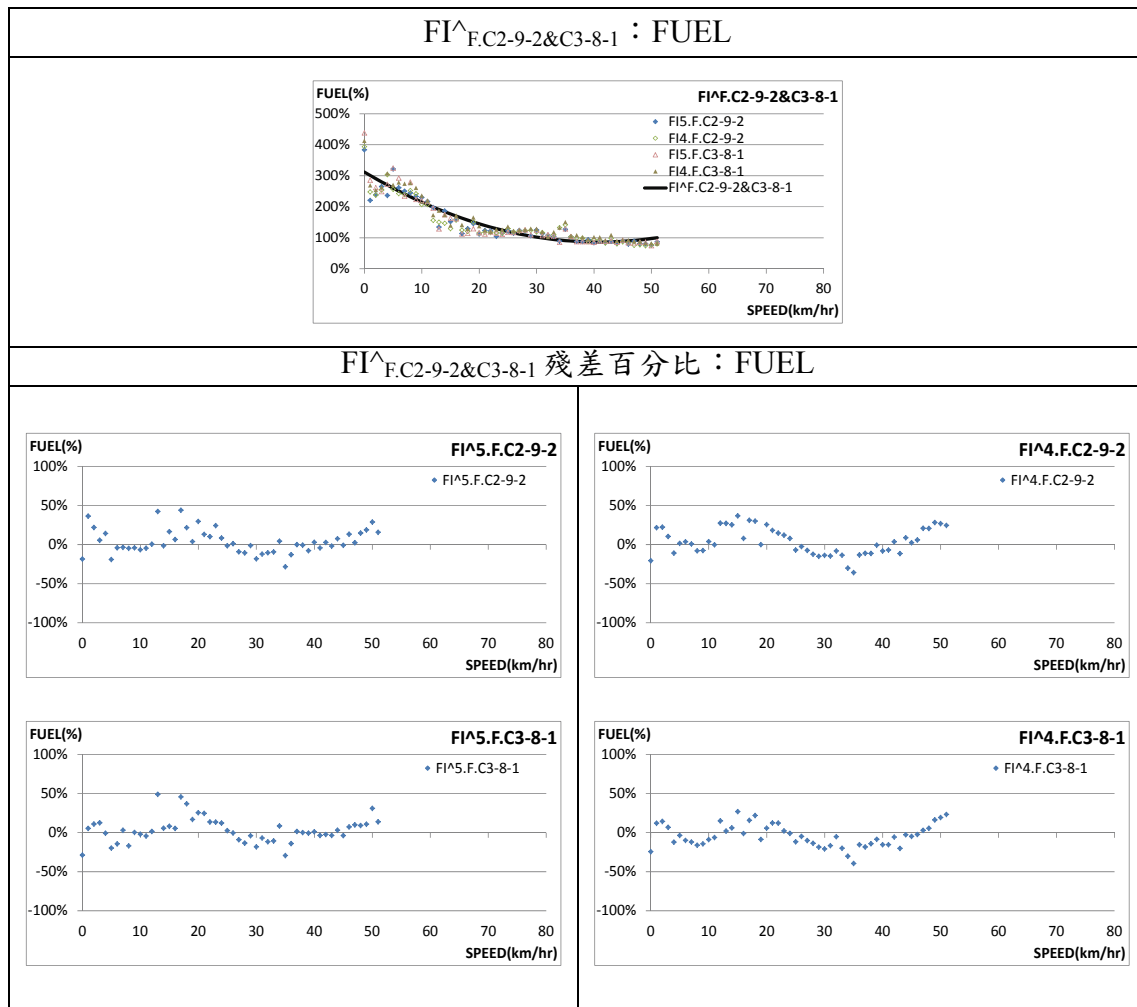 FI^F.C2-9-2&C3-8-1：FUEL
FUEL(%)
FI^F.C2-9-2&C3-8-1
500%
400%
300%
200%
100%
0%
FI5.F.C2-9-2
FI4.F.C2-9-2
FI5.F.C3-8-1
FI4.F.C3-8-1
FI^F.C2-9-2&C3-8-1
0 10 20 30 40 50 60 70 80
SPEED(km/hr)
FI^F.C2-9-2&C3-8-1 殘差百分比：FUEL
FUEL(%)
FI^5.F.C2-9-2
FI^5.F.C2-9-2
100%
50%
0%
-50%
-100%
0 10 20 30 40 50 60 70 80
SPEED(km/hr)
FUEL(%)
FI^4.F.C2-9-2
FI^4.F.C2-9-2
100%
50%
0%
-50%
-100%
0 10 20 30 40 50 60 70 80
SPEED(km/hr)
FUEL(%)
FI^5.F.C3-8-1
FI^5.F.C3-8-1
100%
50%
0%
-50%
-100%
0 10 20 30 40 50 60 70 80
SPEED(km/hr)
FUEL(%)
FI^4.F.C3-8-1
FI^4.F.C3-8-1
100%
50%
0%
-50%
-100%
0 10 20 30 40 50 60 70 80
SPEED(km/hr)